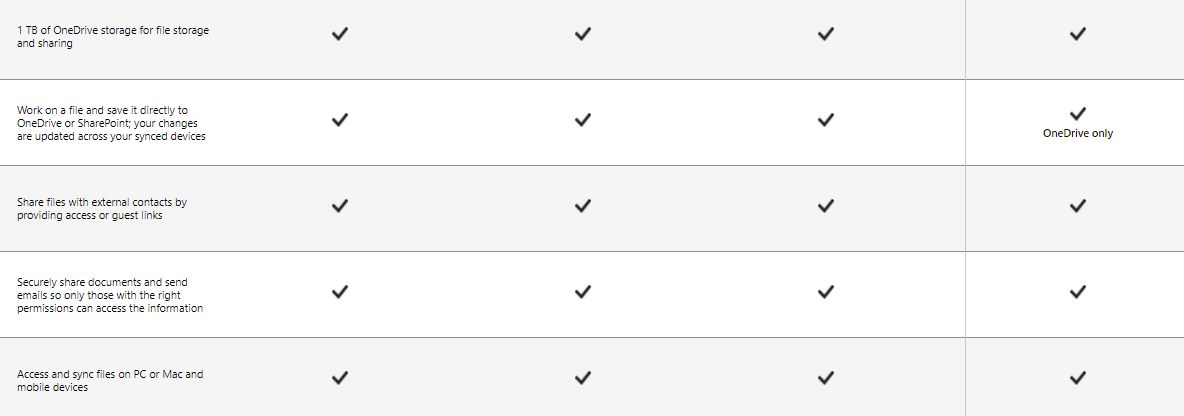 1 TB of OneDrive storage for file storage
and sharing
Work on a file and save it directly to
OneDrive or SharePoint; your changes
are updated across your synced devices
OneDrive only
Share files with external contacts by
providing access or guest links
Securely share documents and send
emails so only those with the right
permissions can access the information
Access and sync files on PC or Mac and
mobile devices